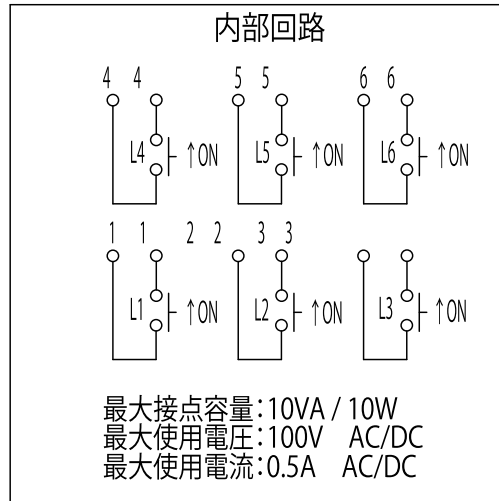 内部回路
4 4 5 5 6 6
L4 ↑ON L5 ↑ON L6 ↑ON
1 1 2 2 3 3
L1 ↑ON L2 ↑ON L3 ↑ON
最大接点容量:10VA / 10W
最大使用電圧:100V AC/DC
最大使用電流:0.5A AC/DC